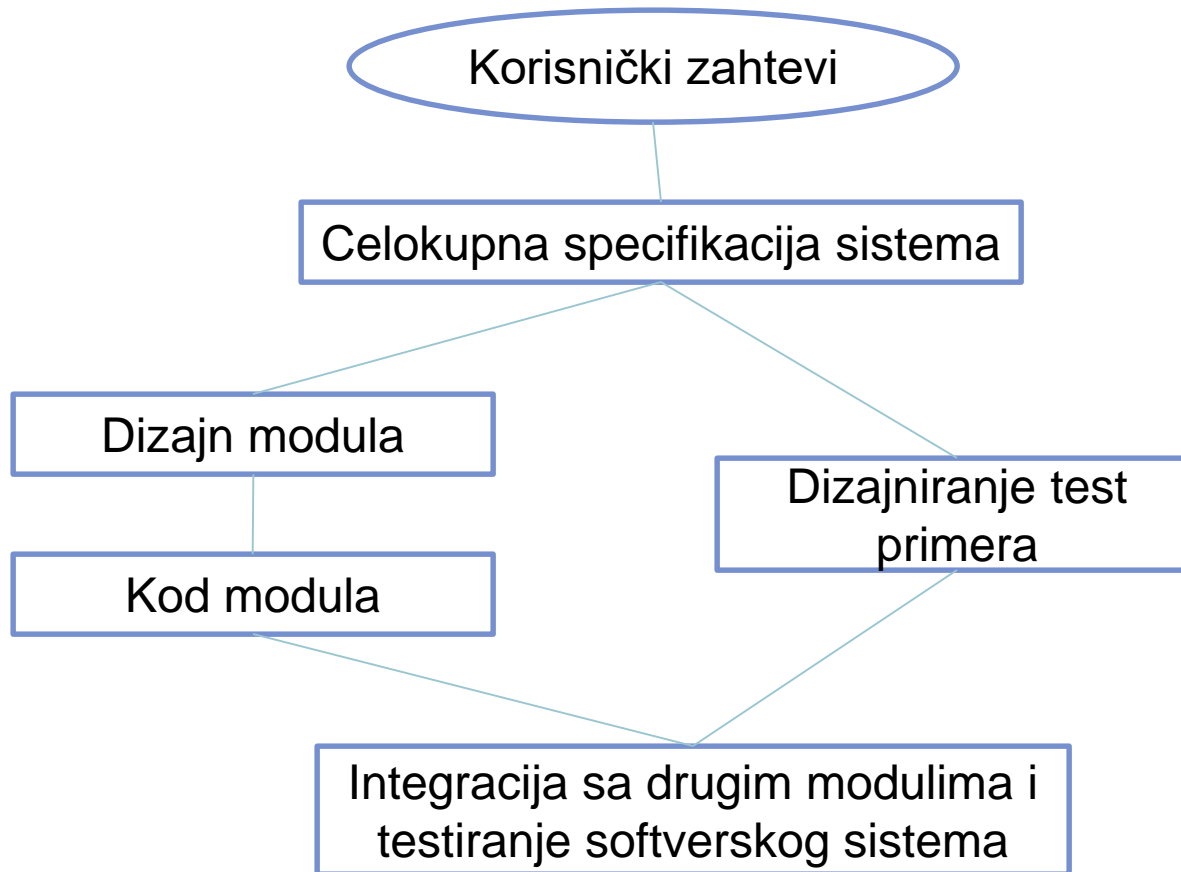 Korisnički zahtevi
Celokupna specifikacija sistema
Dizajn modula
Dizajniranje test
primera
Kod modula
Integracija sa drugim modulima i
testiranje softverskog sistema